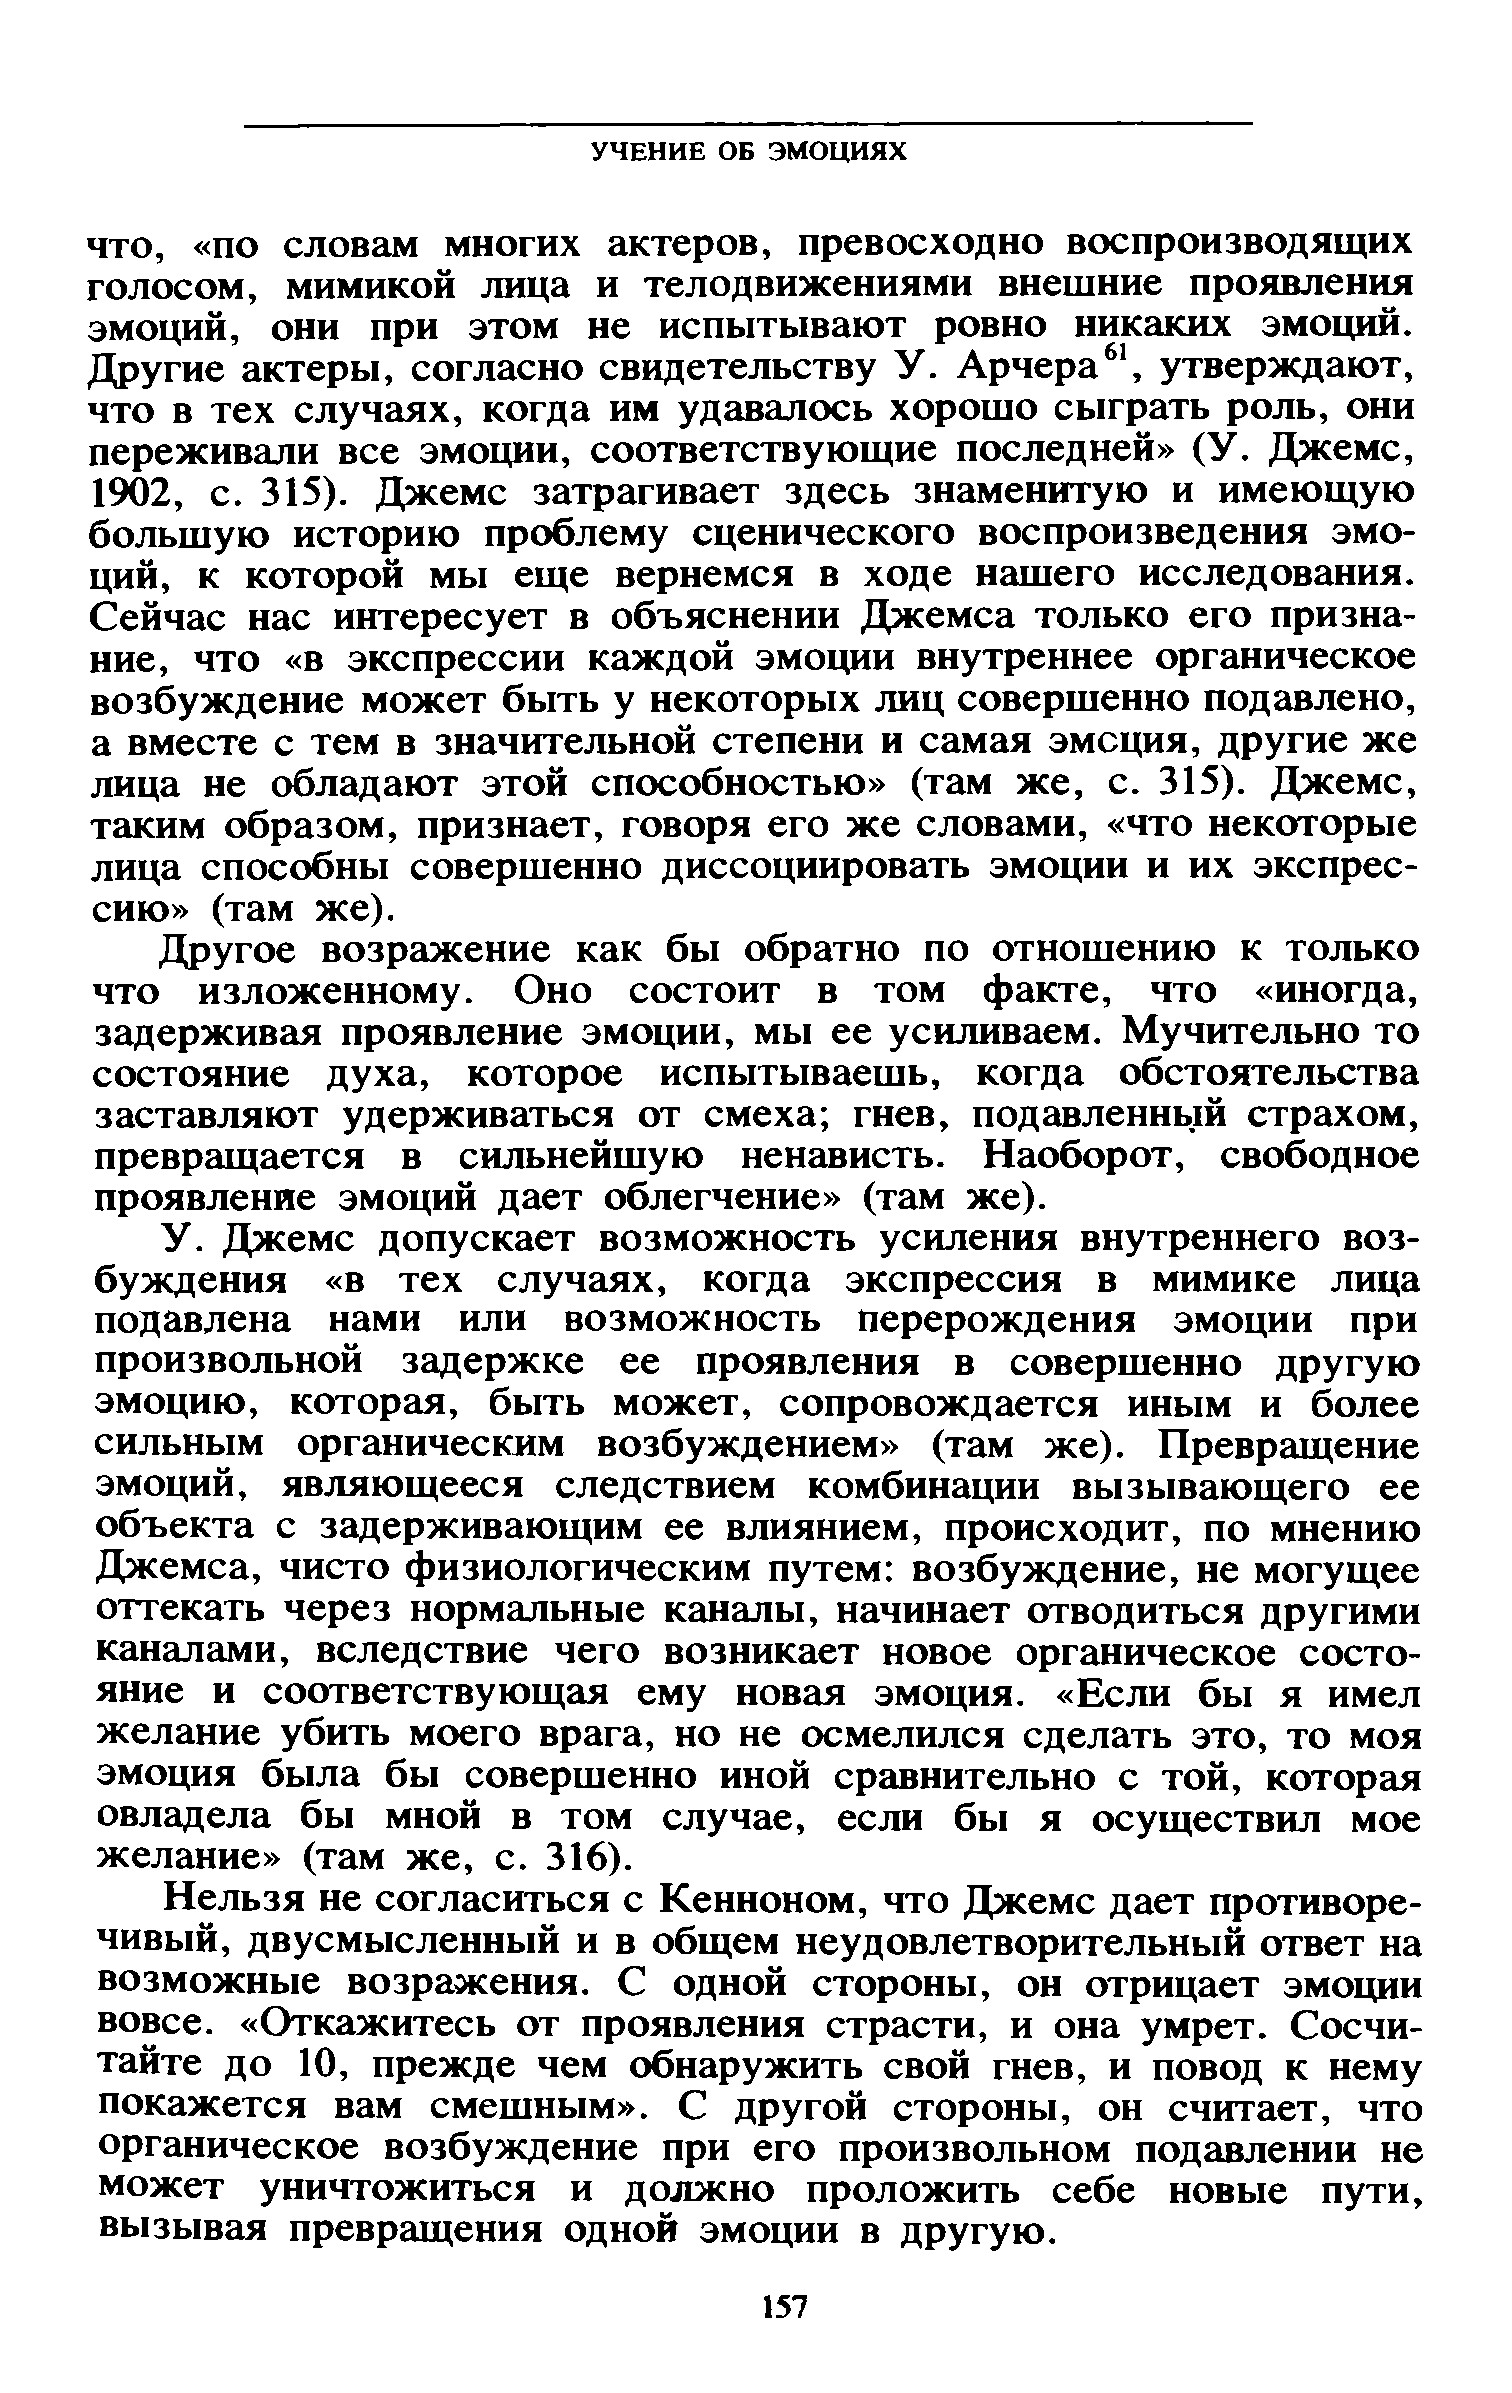 УЧЕНИЕ ОБ ЭМОЦИЯХ
что, «по словам многих актеров, превосходно воспроизводящих
голосом, мимикой лица и телодвижениями внешние проявления
эмоций, они при этом не испытывают ровно никаких эмоций.
Другие актеры, согласно свидетельству У. Арчера⁶¹, утверждают,
что в тех случаях, когда им удавалось хорошо сыграть роль, они
переживали все эмоции, соответствующие последней» (У. Джемс,
1902, с. 315). Джемс затрагивает здесь знаменитую и имеющую
большую историю проблему сценического воспроизведения эмо-
ций, к которой мы еще вернемся в ходе нашего исследования.
Сейчас нас интересует в объяснении Джемса только его призна-
ние, что «в экспрессии каждой эмоции внутреннее органическое
возбуждение может быть у некоторых лиц совершенно подавлено,
а вместе с тем в значительной степени и самая эмоция, другие же
лица не обладают этой способностью» (там же, с. 315). Джемс,
таким образом, признает, говоря его же словами, «что некоторые
лица способны совершенно диссоциировать эмоции и их экспрес-
сию» (там же).
Другое возражение как бы обратно по отношению к только
что изложенному. Оно состоит в том факте, что «иногда,
задерживая проявление эмоции, мы ее усиливаем. Мучительно то
состояние духа, которое испытываешь, когда обстоятельства
заставляют удерживаться от смеха; гнев, подавленный страхом,
превращается в сильнейшую ненависть. Наоборот, свободное
проявление эмоций дает облегчение» (там же).
У. Джемс допускает возможность усиления внутреннего воз-
буждения «в тех случаях, когда экспрессия в мимике лица
подавлена нами или возможность перерождения эмоции при
произвольной задержке ее проявления в совершенно другую
эмоцию, которая, быть может, сопровождается иным и более
сильным органическим возбуждением» (там же). Превращение
эмоций, являющееся следствием комбинации вызывающего ее
объекта с задерживающим ее влиянием, происходит, по мнению
Джемса, чисто физиологическим путем: возбуждение, не могущее
оттекать через нормальные каналы, начинает отводиться другими
каналами, вследствие чего возникает новое органическое состо-
яние и соответствующая ему новая эмоция. «Если бы я имел
желание убить моего врага, но не осмелился сделать это, то моя
эмоция была бы совершенно иной сравнительно с той, которая
овладела бы мной в том случае, если бы я осуществил мое
желание» (там же, с. 316).
Нельзя не согласиться с Кенноном, что Джемс дает противоре-
чивый, двусмысленный и в общем неудовлетворительный ответ на
возможные возражения. С одной стороны, он отрицает эмоции
вовсе. «Откажитесь от проявления страсти, и она умрет. Сосчи-
тайте до 10, прежде чем обнаружить свой гнев, и повод к нему
покажется вам смешным». С другой стороны, он считает, что
органическое возбуждение при его произвольном подавлении не
может уничтожиться и должно проложить себе новые пути,
вызывая превращения одной эмоции в другую.
157